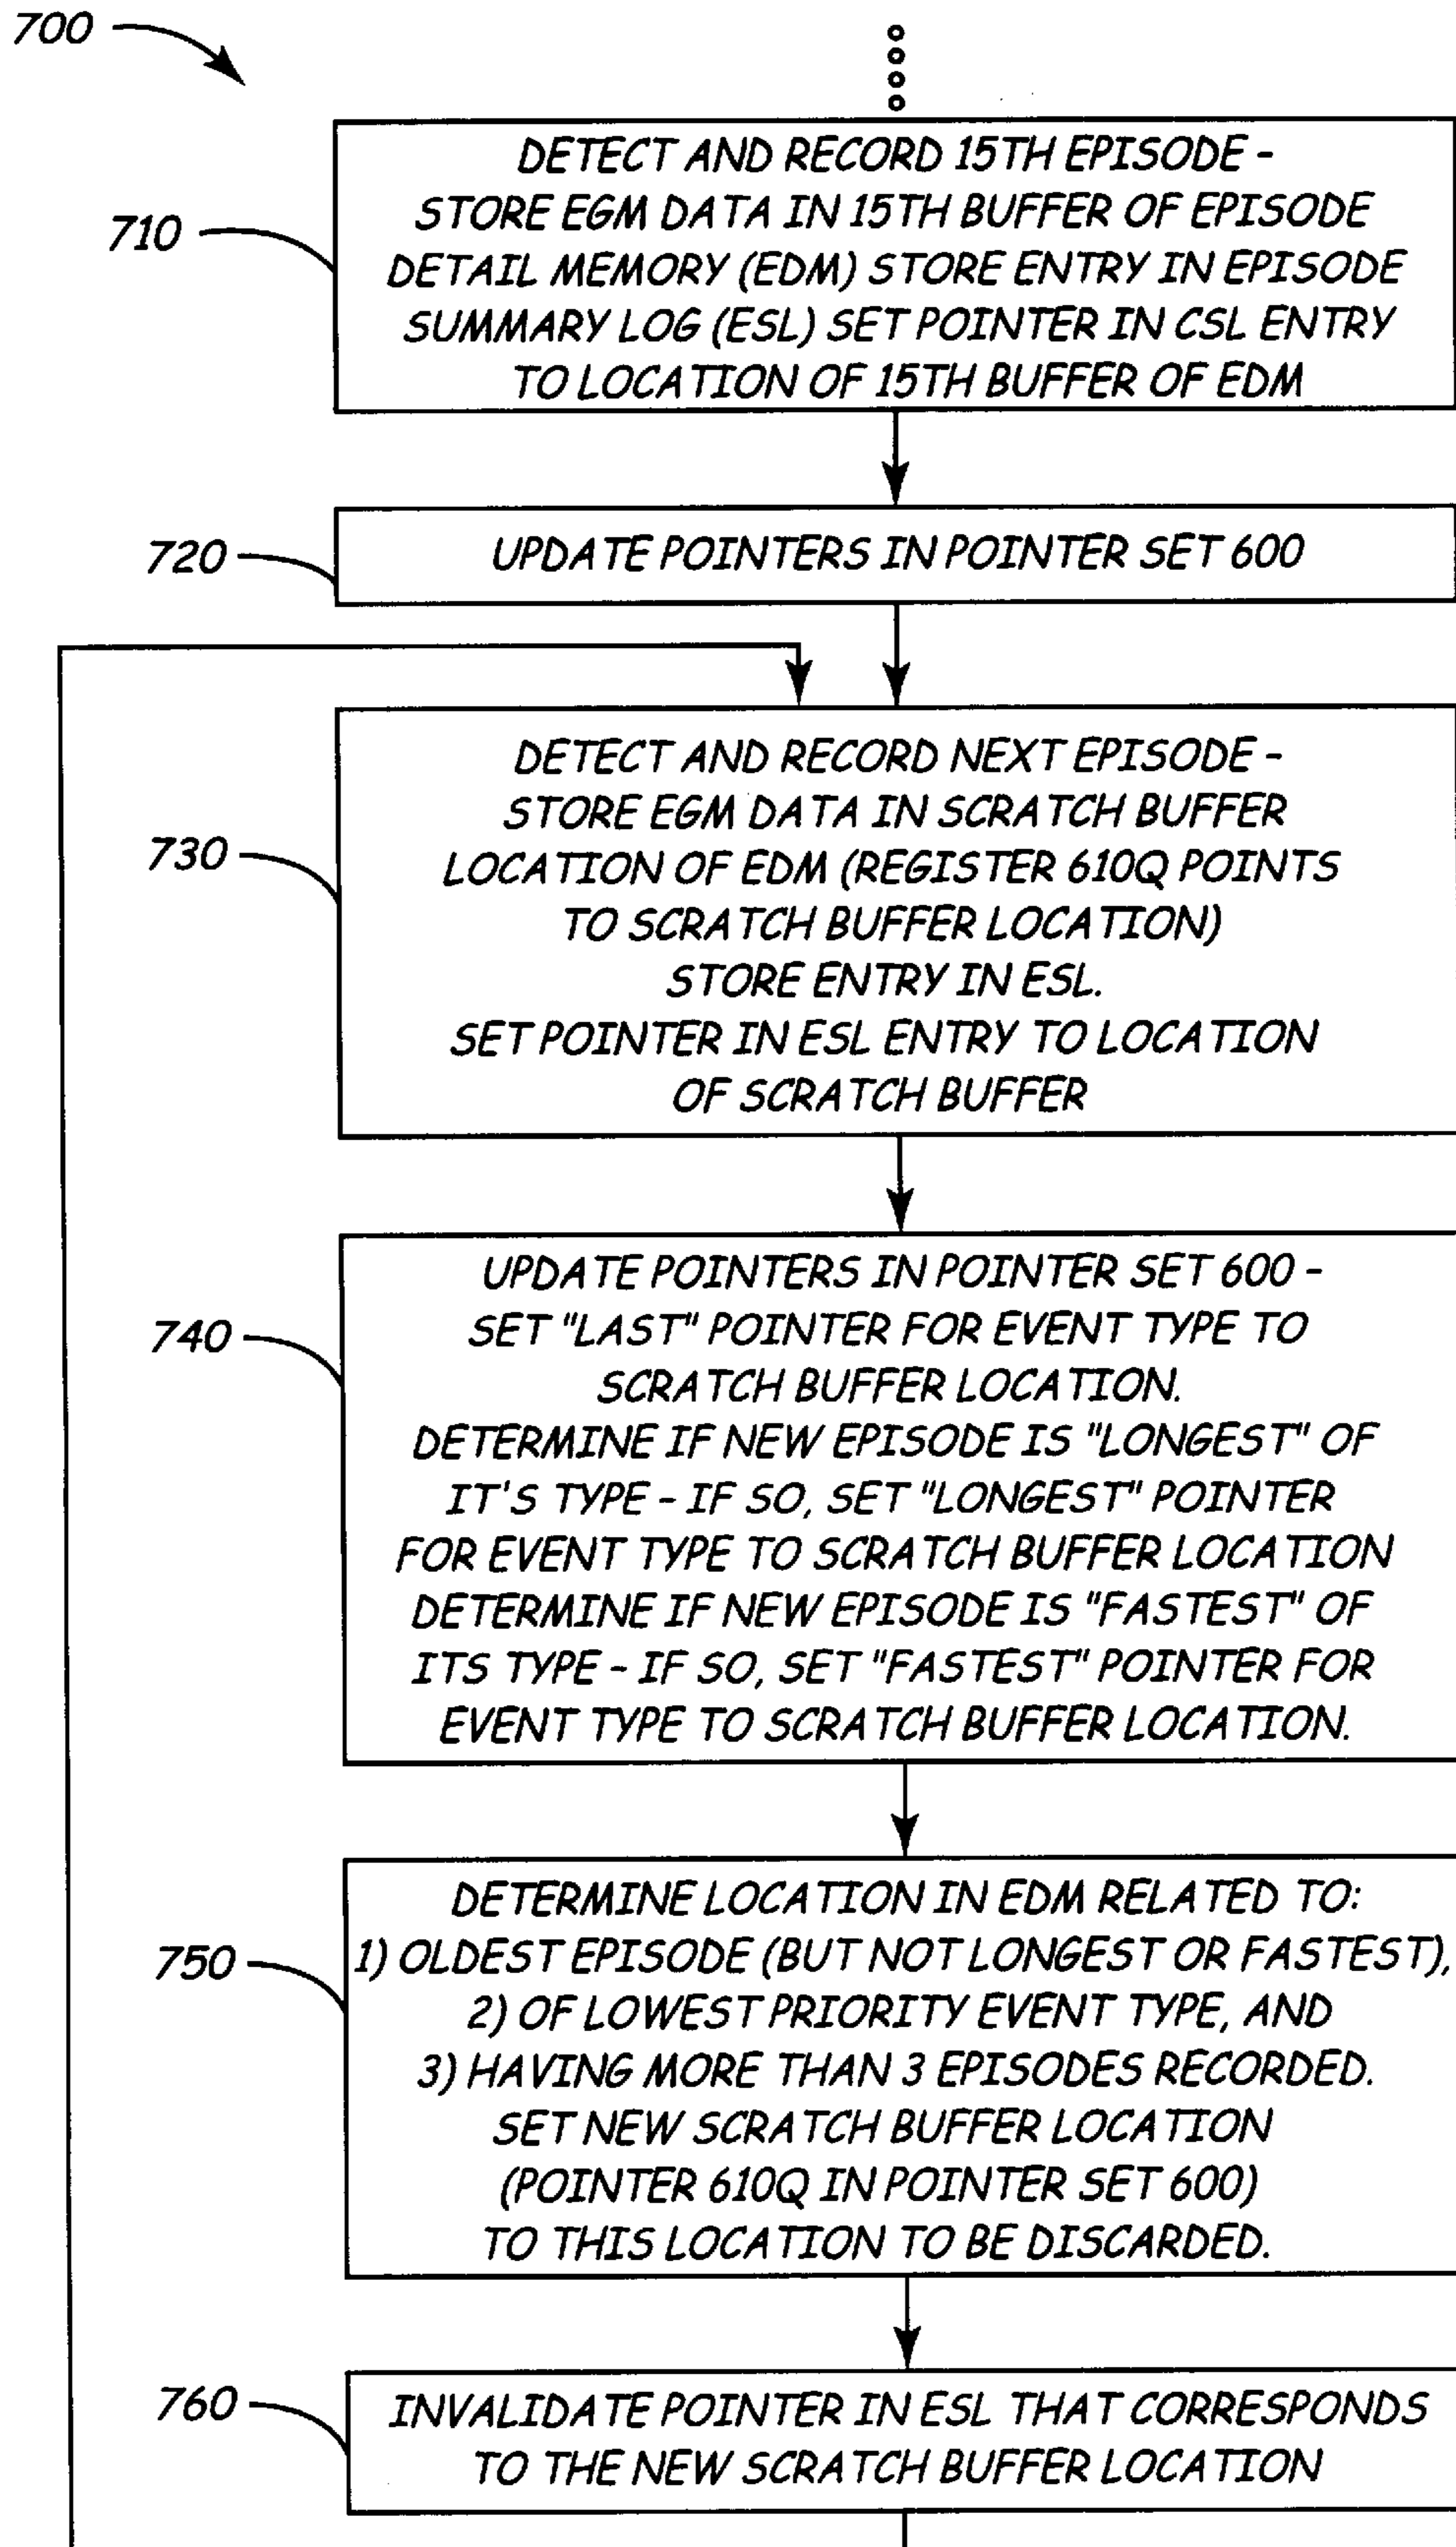 700
710
DETECT AND RECORD 15TH EPISODE -
STORE EGM DATA IN 15TH BUFFER OF EPISODE
DETAIL MEMORY (EDM) STORE ENTRY IN EPISODE
SUMMARY LOG (ESL) SET POINTER IN CSL ENTRY
TO LOCATION OF 15TH BUFFER OF EDM
720
UPDATE POINTERS IN POINTER SET 600
730
DETECT AND RECORD NEXT EPISODE -
STORE EGM DATA IN SCRATCH BUFFER
LOCATION OF EDM (REGISTER 610Q POINTS
TO SCRATCH BUFFER LOCATION)
STORE ENTRY IN ESL.
SET POINTER IN ESL ENTRY TO LOCATION
OF SCRATCH BUFFER
740
UPDATE POINTERS IN POINTER SET 600 -
SET "LAST" POINTER FOR EVENT TYPE TO
SCRATCH BUFFER LOCATION.
DETERMINE IF NEW EPISODE IS "LONGEST" OF
IT'S TYPE - IF SO, SET "LONGEST" POINTER
FOR EVENT TYPE TO SCRATCH BUFFER LOCATION
DETERMINE IF NEW EPISODE IS "FASTEST" OF
ITS TYPE - IF SO, SET "FASTEST" POINTER FOR
EVENT TYPE TO SCRATCH BUFFER LOCATION.
750
DETERMINE LOCATION IN EDM RELATED TO:
1) OLDEST EPISODE (BUT NOT LONGEST OR FASTEST),
2) OF LOWEST PRIORITY EVENT TYPE, AND
3) HAVING MORE THAN 3 EPISODES RECORDED.
SET NEW SCRATCH BUFFER LOCATION
(POINTER 610Q IN POINTER SET 600)
TO THIS LOCATION TO BE DISCARDED.
760
INVALIDATE POINTER IN ESL THAT CORRESPONDS
TO THE NEW SCRATCH BUFFER LOCATION